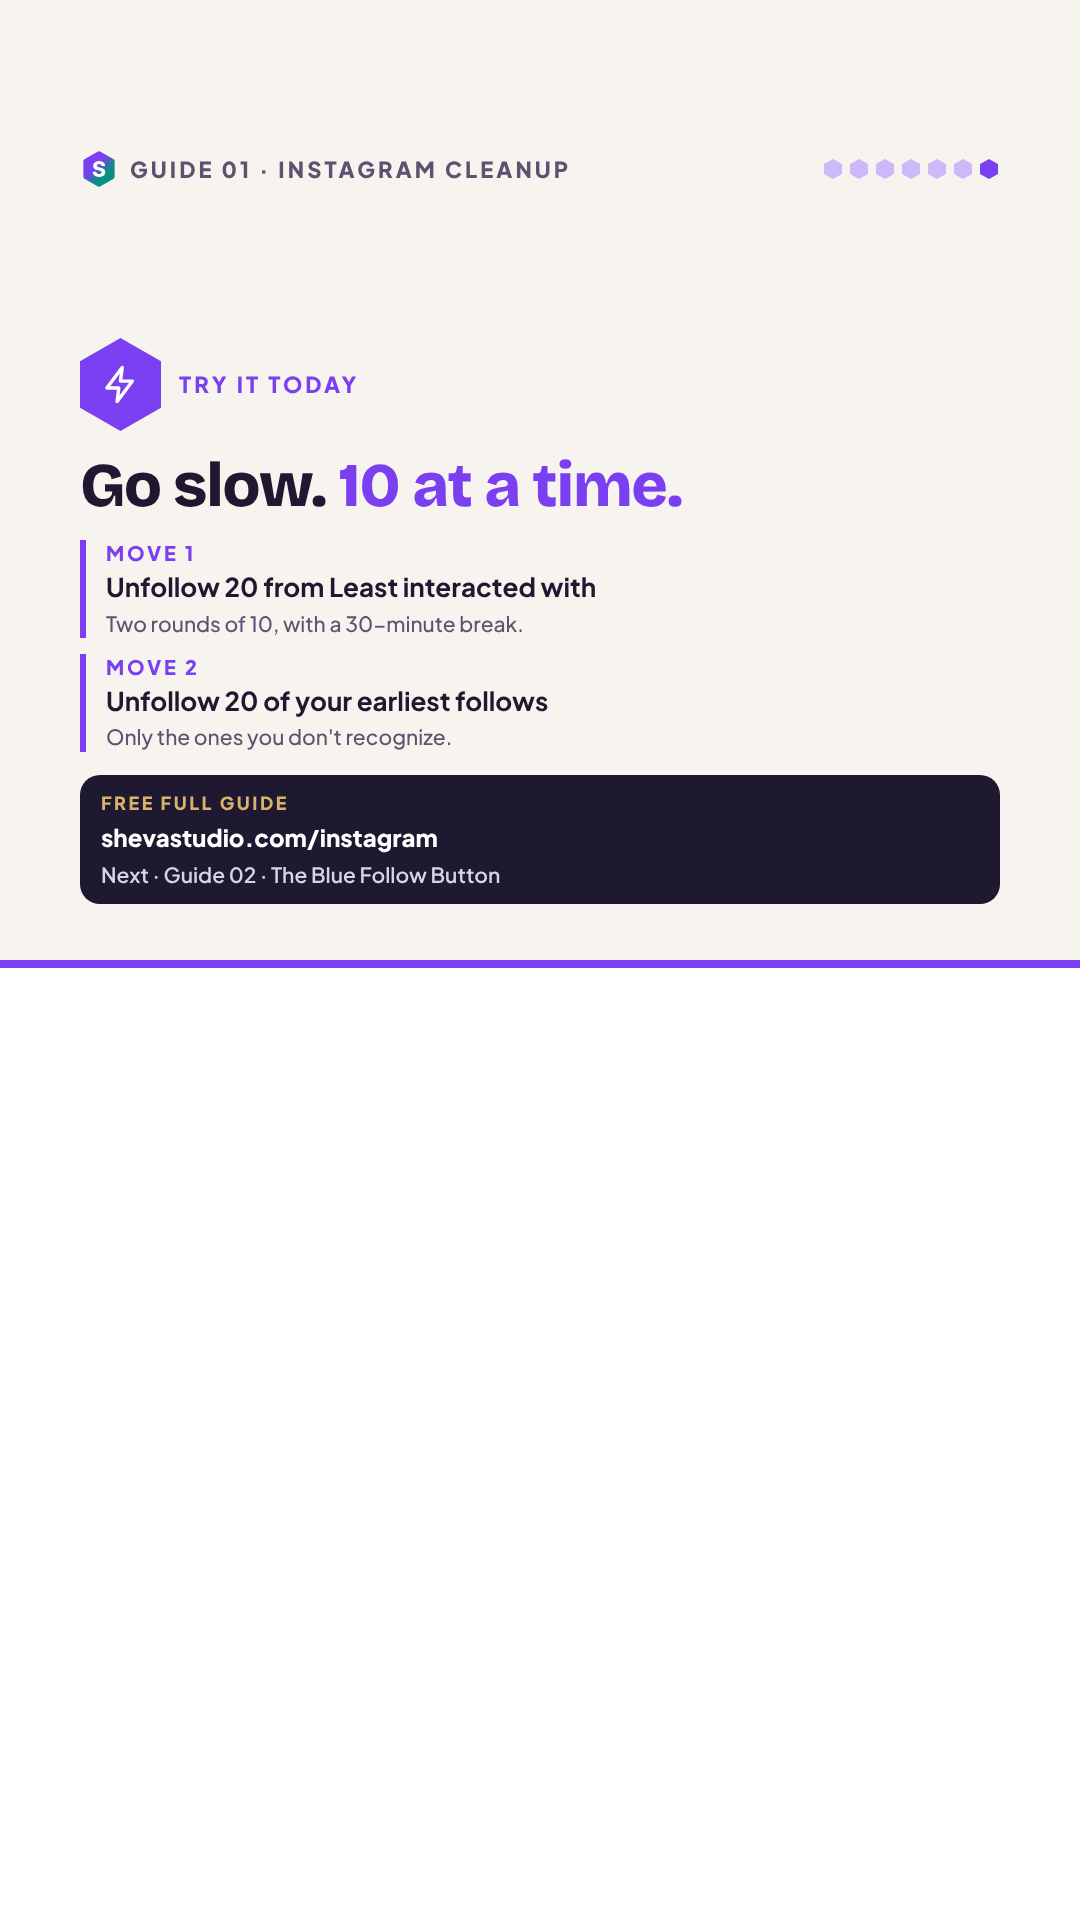 S GUIDE 01 · INSTAGRAM CLEANUP
TRY IT TODAY
Go slow. 10 at a time.
MOVE 1
Unfollow 20 from Least interacted with
Two rounds of 10, with a 30-minute break.
MOVE 2
Unfollow 20 of your earliest follows
Only the ones you don't recognize.
FREE FULL GUIDE
shevastudio.com/instagram
Next · Guide 02 · The Blue Follow Button